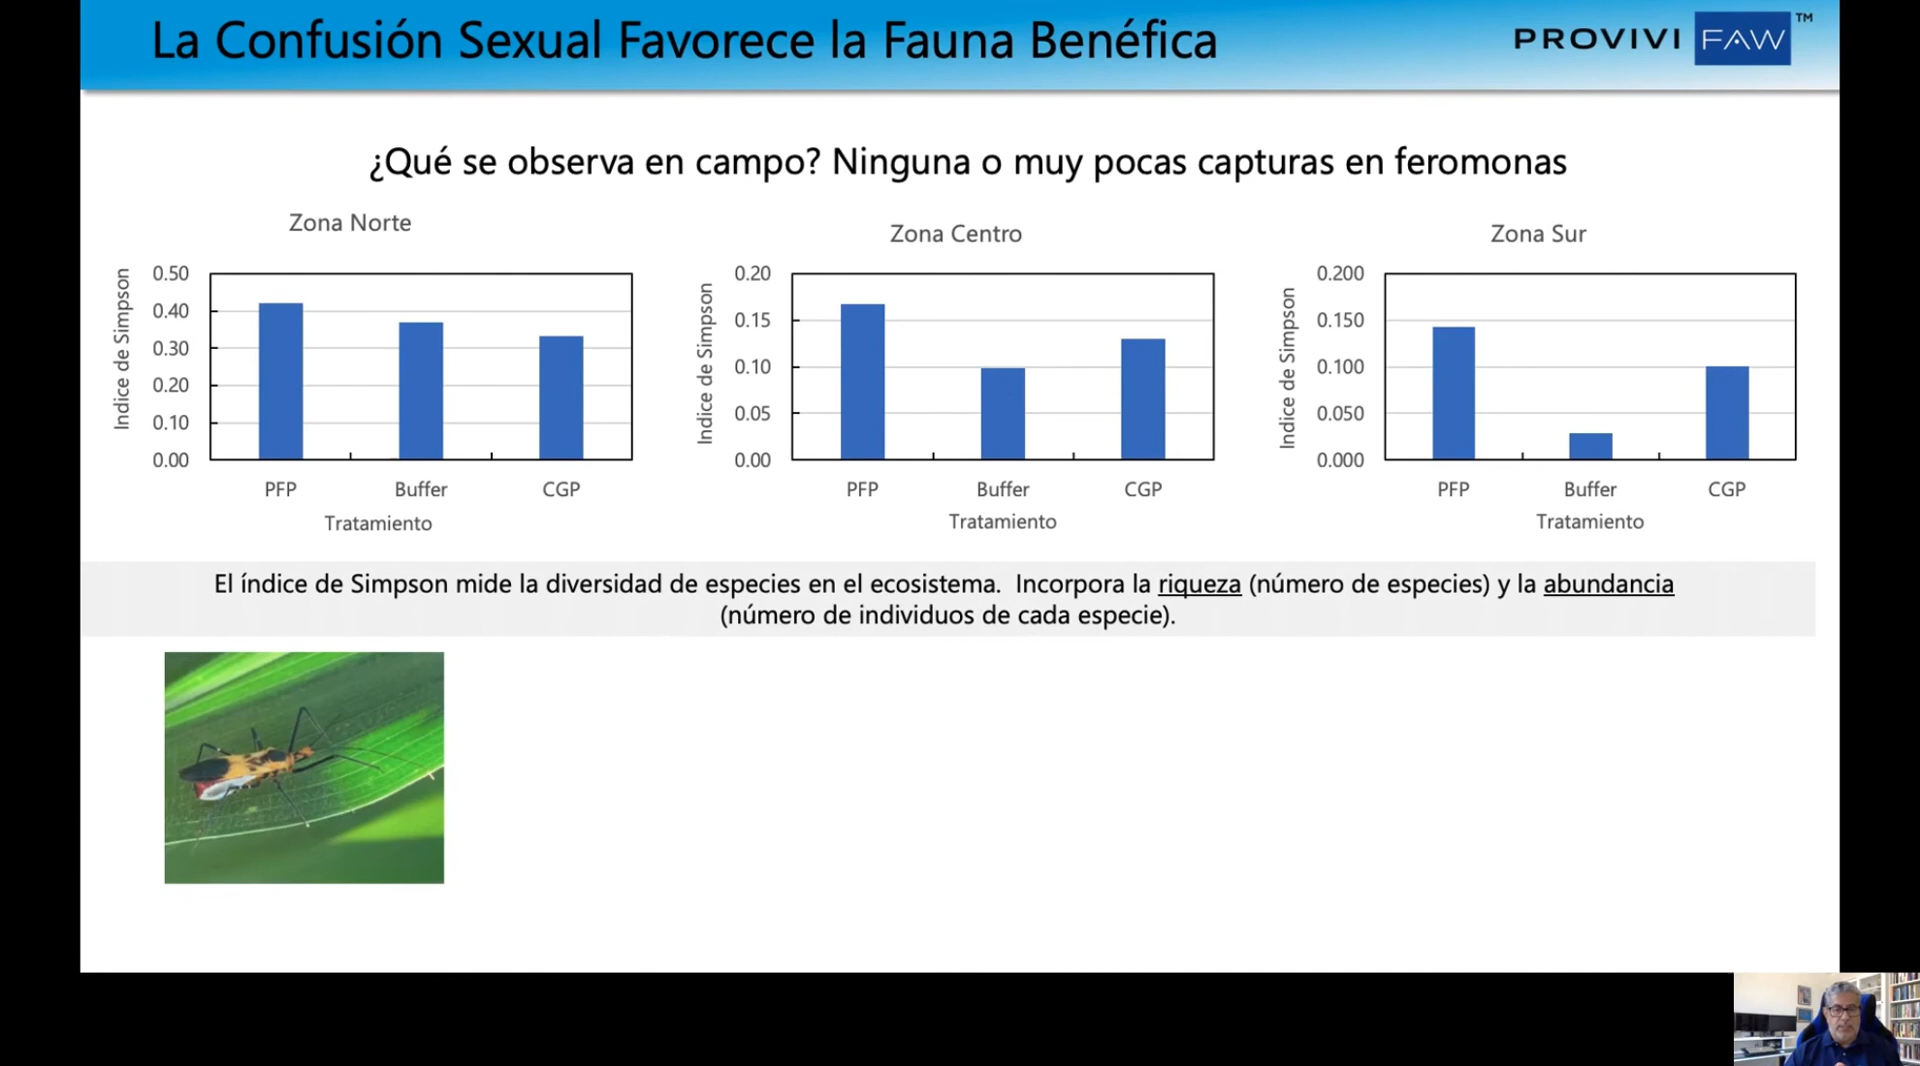 La Confusión Sexual Favorece la Fauna Benéfica
PROVIVI FAW™
¿Qué se observa en campo? Ninguna o muy pocas capturas en feromonas
Zona Norte
Indice de Simpson
0.50
0.40
0.30
0.20
0.10
0.00
PFP Buffer CGP
Tratamiento
Zona Centro
Indice de Simpson
0.20
0.15
0.10
0.05
0.00
PFP Buffer CGP
Tratamiento
Zona Sur
Indice de Simpson
0.200
0.150
0.100
0.050
0.000
PFP Buffer CGP
Tratamiento
El índice de Simpson mide la diversidad de especies en el ecosistema. Incorpora la riqueza (número de especies) y la abundancia
(número de individuos de cada especie).